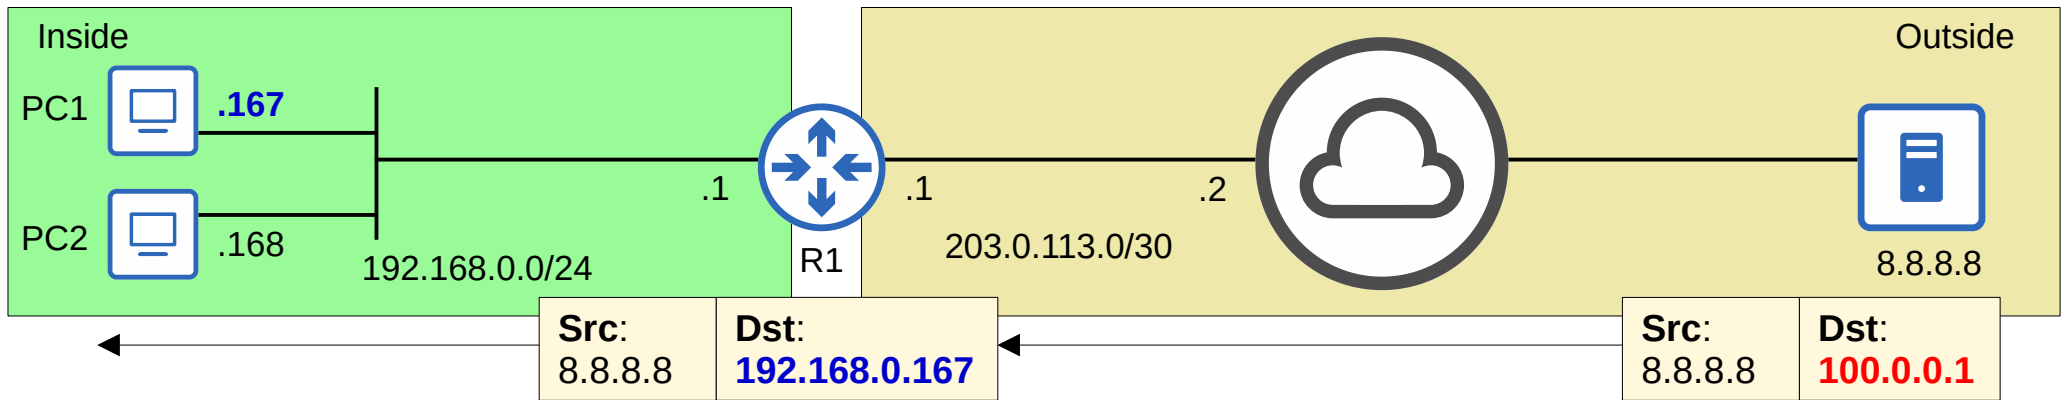 Inside
Outside
PC1
.167
.1
.1
.2
PC2
.168
192.168.0.0/24
R1
203.0.113.0/30
8.8.8.8
Src:
8.8.8.8
Dst:
192.168.0.167
Src:
8.8.8.8
Dst:
100.0.0.1